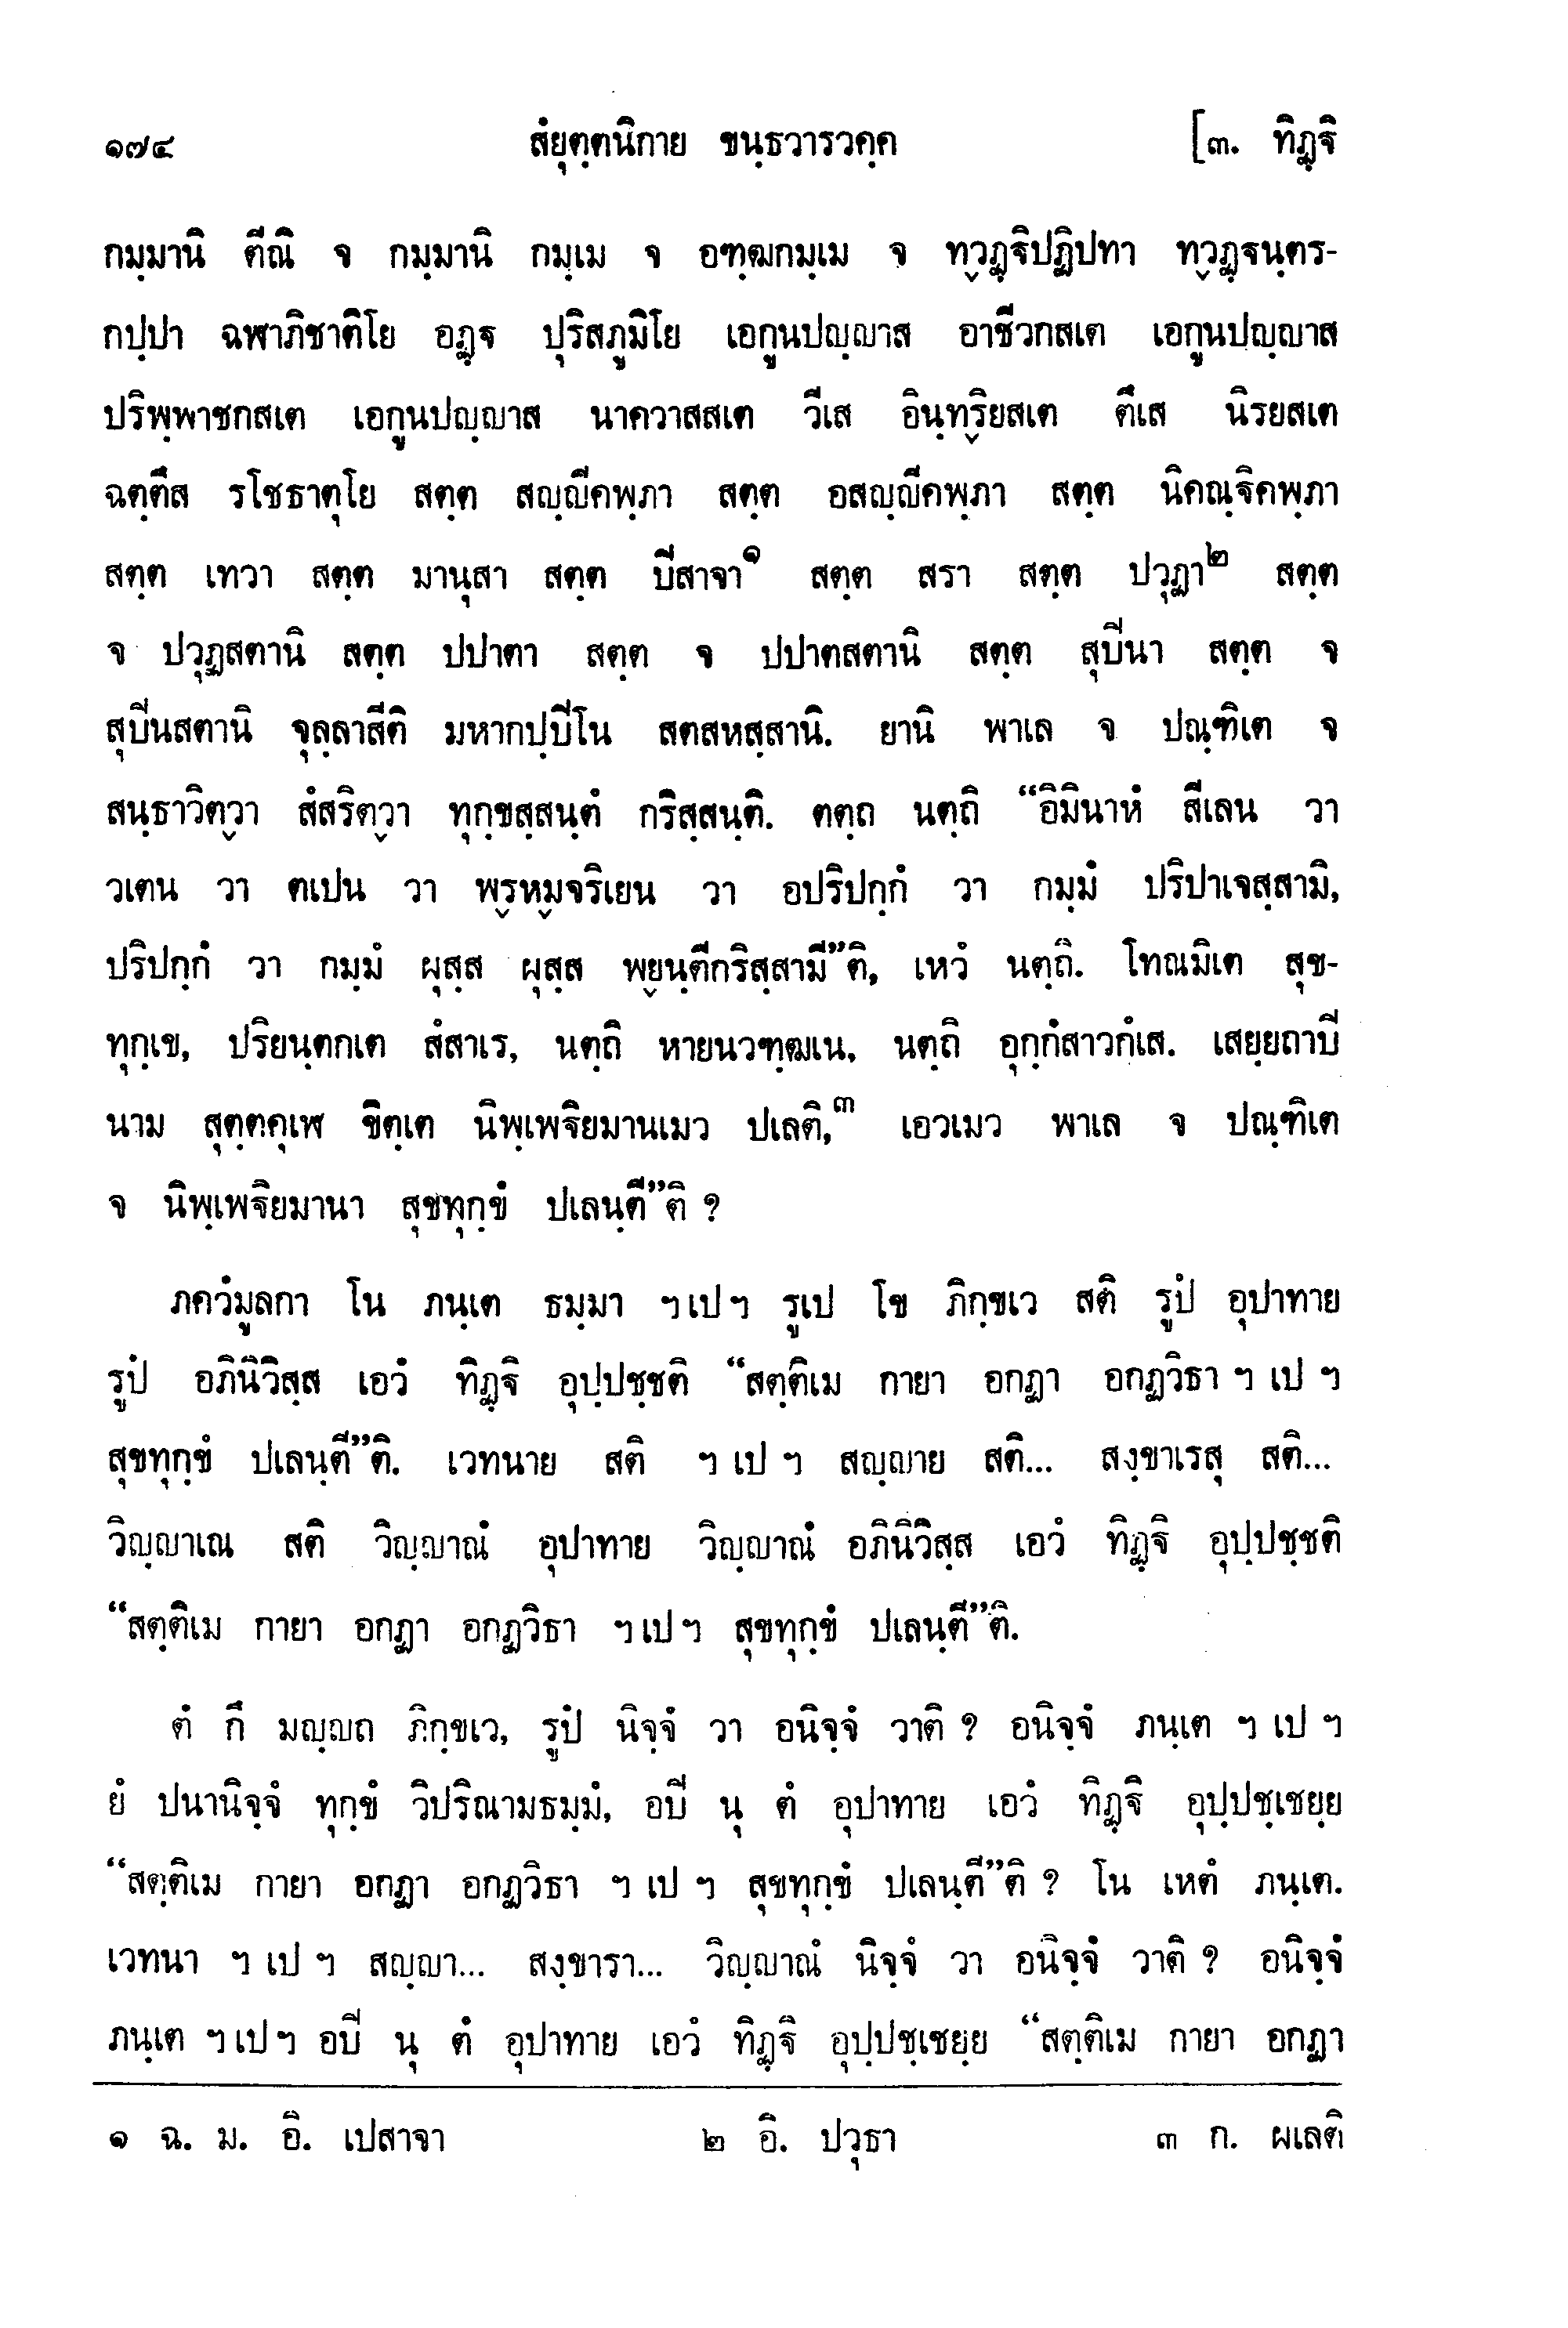 ๑๗๔ สํยุตฺตนิกาย ขนฺธวารวคฺค [๓. ทิฏฺฐิ
กมฺมานิ ตีณิ จ กมฺมานิ กมฺเม จ อฑฺฒกมฺเม จ ทฺวฏฺฐิปฏิปทา ทฺวฏฺฐนฺตร-
กปฺปา ฉฬาภิชาติโย อฏฺฐ ปุริสภูมิโย เอกูนปญฺญาส อาชีวกสเต เอกูนปญฺญาส
ปริพฺพาชกสเต เอกูนปญฺญาส นาควาสสเต วีเส อินฺทฺริยสเต ตึเส นิรยสเต
ฉตฺตึส รโชธาตุโย สตฺต สญฺญีคพฺภา สตฺต อสญฺญีคพฺภา สตฺต นิคณฺฐิคพฺภา
สตฺต เทวา สตฺต มานุสา สตฺต ปีสาจา๑ สตฺต สรา สตฺต ปวุฏา๒ สตฺต
จ ปวุฏสตานิ สตฺต ปปาตา สตฺต จ ปปาตสตานิ สตฺต สุปินา สตฺต จ
สุปินสตานิ จุลฺลาสีติ มหากปฺปิโน สตสหสฺสานิ. ยานิ พาเล จ ปณฺฑิเต จ
สนฺธาวิตฺวา สํสริตฺวา ทุกฺขสฺสนฺตํ กริสฺสนฺติ. ตตฺถ นตฺถิ “อิมินาหํ สีเลน วา
วเตน วา ตเปน วา พฺรหฺมจริเยน วา อปริปกฺกํ วา กมฺมํ ปริปาเจสฺสามิ,
ปริปกฺกํ วา กมฺมํ ผุสฺส ผุสฺส พฺยนฺตีกริสฺสามี”ติ, เหวํ นตฺถิ. โทณมิเต สุข-
ทุกฺเข, ปริยนฺตกเต สํสาเร, นตฺถิ หายนวฑฺฒเน, นตฺถิ อุกฺกํสาวกํเส. เสยฺยถาปิ
นาม สุตฺตคุเฬ ขิตฺเต นิพฺเพฐิยมานเมว ปเลติ,๓ เอวเมว พาเล จ ปณฺฑิเต
จ นิพฺเพฐิยมานา สุขทุกฺขํ ปเลนฺตี”ติ ?
ภควํมูลกา โน ภนฺเต ธมฺมา ฯ เป ฯ รูเป โข ภิกฺขเว สติ รูปํ อุปาทาย
รูปํ อภินิวิสฺส เอวํ ทิฏฺฐิ อุปฺปชฺชติ “สตฺติเม กายา อกฏา อกฏวิธา ฯ เป ฯ
สุขทุกฺขํ ปเลนฺตี”ติ. เวทนาย สติ ฯ เป ฯ สญฺญาย สติ... สงฺขาเรสุ สติ...
วิญฺญาเณ สติ วิญฺญาณํ อุปาทาย วิญฺญาณํ อภินิวิสฺส เอวํ ทิฏฺฐิ อุปฺปชฺชติ
“สตฺติเม กายา อกฏา อกฏวิธา ฯ เป ฯ สุขทุกฺขํ ปเลนฺตี”ติ.
ตํ กึ มญฺญถ ภิกฺขเว, รูปํ นิจฺจํ วา อนิจฺจํ วาติ ? อนิจฺจํ ภนฺเต ฯ เป ฯ
ยํ ปนานิจฺจํ ทุกฺขํ วิปริณามธมฺมํ, อปิ นุ ตํ อุปาทาย เอวํ ทิฏฺฐิ อุปฺปชฺเชยฺย
“สตฺติเม กายา อกฏา อกฏวิธา ฯ เป ฯ สุขทุกฺขํ ปเลนฺตี”ติ ? โน เหตํ ภนฺเต.
เวทนา ฯ เป ฯ สญฺญา... สงฺขารา... วิญฺญาณํ นิจฺจํ วา อนิจฺจํ วาติ ? อนิจฺจํ
ภนฺเต ฯ เป ฯ อปิ นุ ตํ อุปาทาย เอวํ ทิฏฺฐิ อุปฺปชฺเชยฺย “สตฺติเม กายา อกฏา
๑ ฉ. ม. อิ. เปสาจา ๒ อิ. ปวุธา ๓ ก. ผเลติ